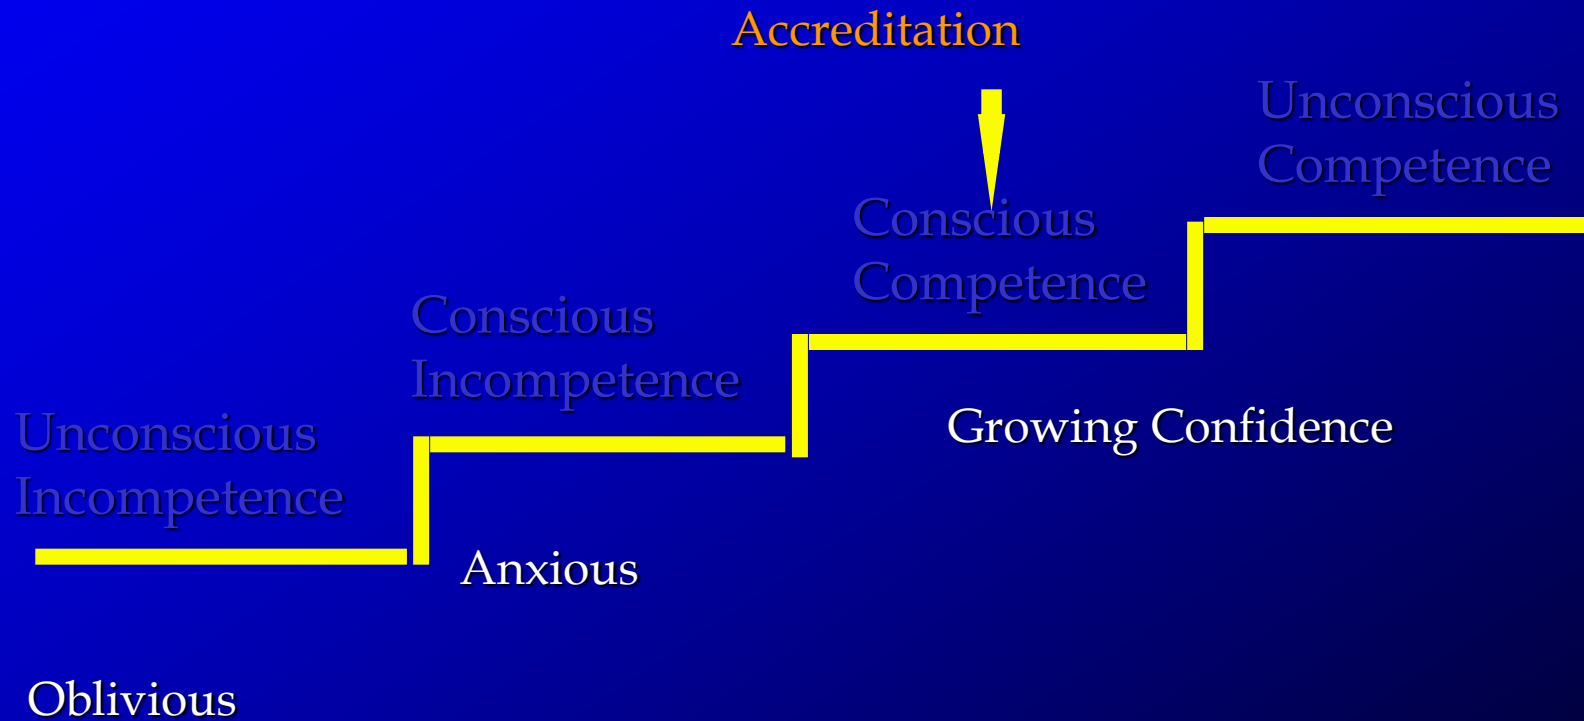 Accreditation
Unconscious
Competence
Conscious
Competence
Conscious
Incompetence
Growing Confidence
Unconscious
Incompetence
Anxious
Oblivious